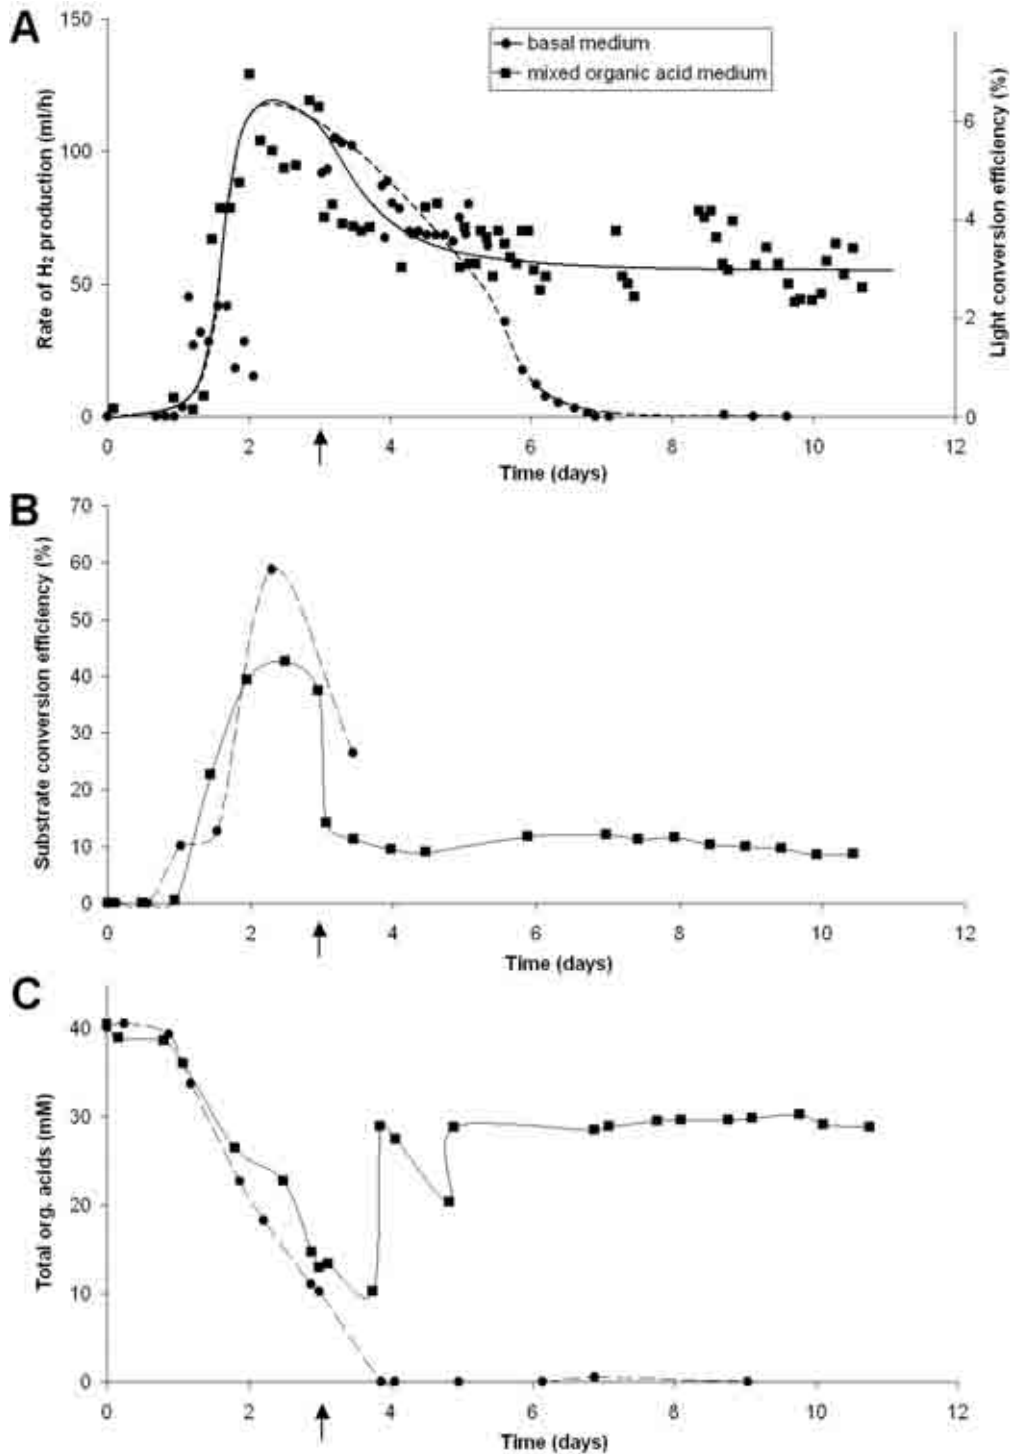 A
150
100
50
0
Rate of H₂ production (ml/h)
basal medium
mixed organic acid medium
6
4
2
0
Light conversion efficiency (%)
0 2 4 6 8 10 12
Time (days)
B
70
60
50
40
30
20
10
0
Substrate conversion efficiency (%)
0 2 4 6 8 10 12
Time (days)
C
40
30
20
10
0
Total org. acids (mM)
0 2 4 6 8 10 12
Time (days)